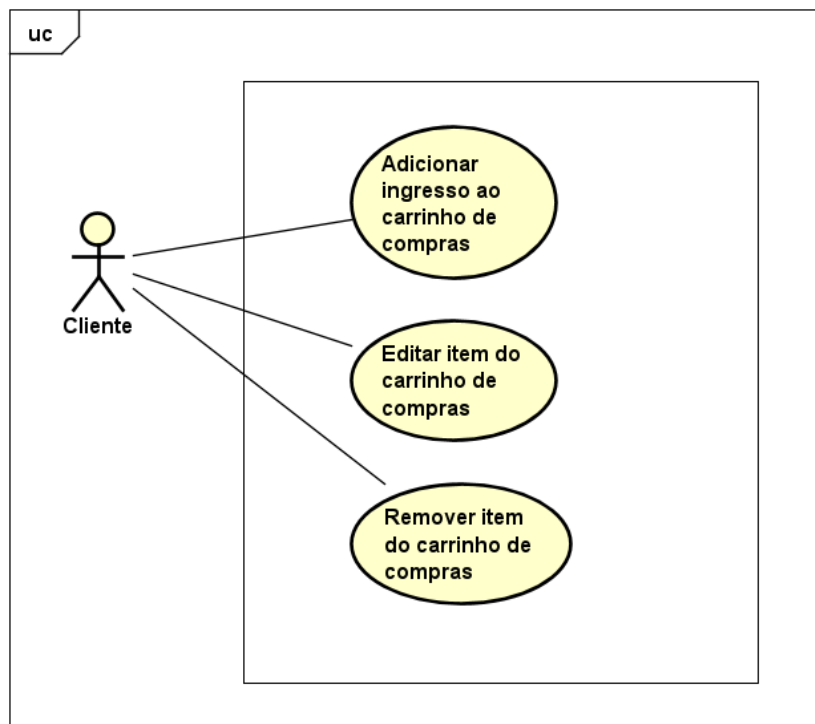 uc
Adicionar
ingresso ao
carrinho de
compras
Cliente
Editar item do
carrinho de
compras
Remover item
do carrinho de
compras